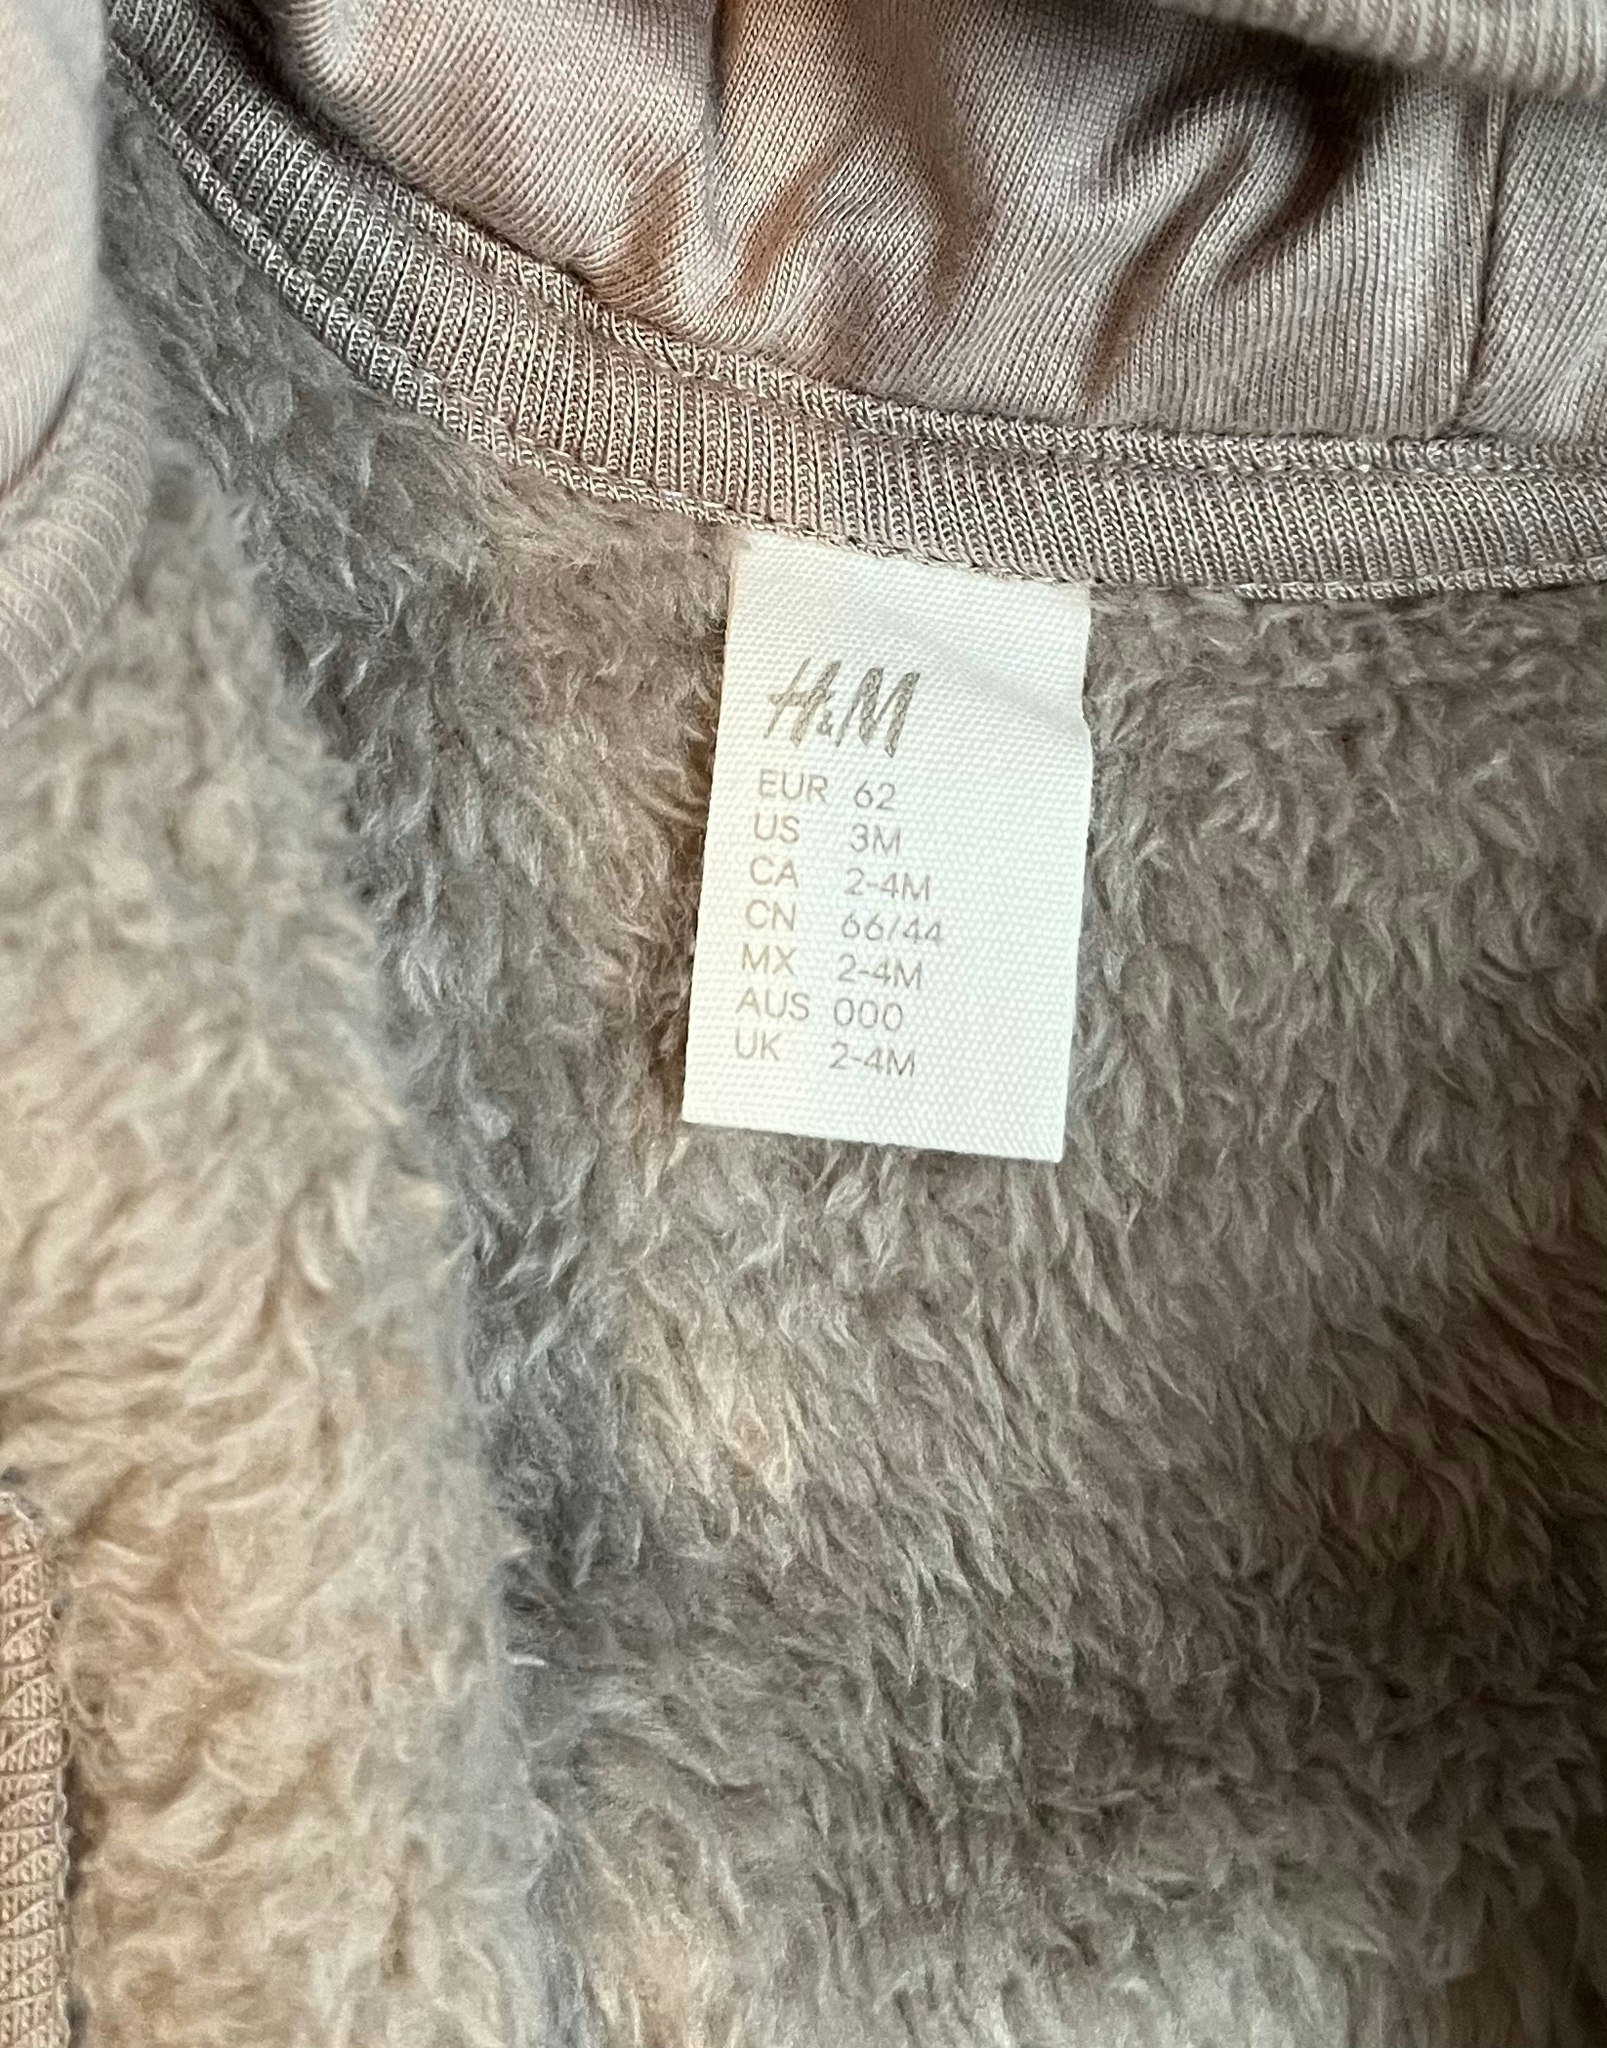 H&M
EUR 62
US 3M
CA 2-4M
CN 66/44
MX 2-4M
AUS 000
UK 2-4M